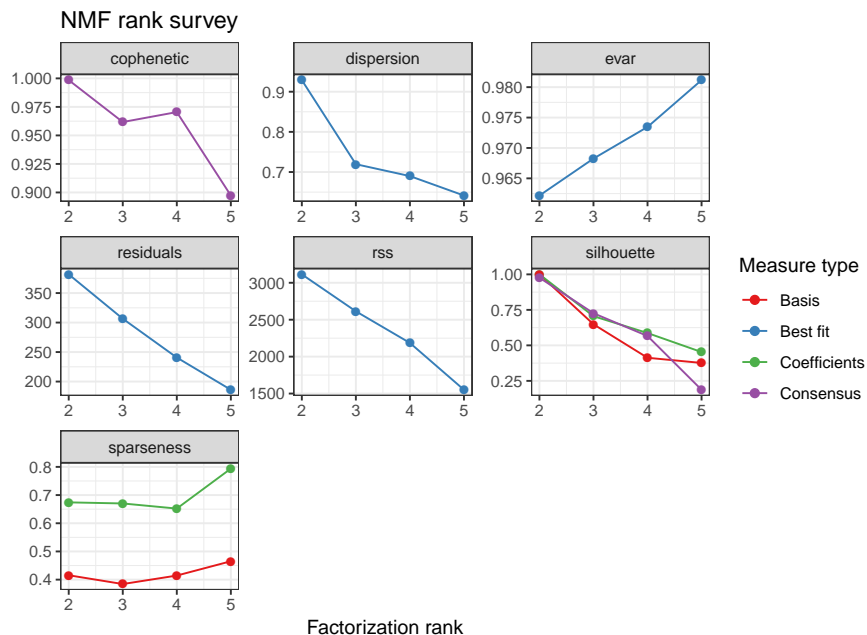 NMF rank survey
cophenetic
dispersion
evar
1.000
0.975
0.950
0.925
0.900
2 3 4 5
0.9
0.8
0.7
2 3 4 5
0.980
0.975
0.970
0.965
2 3 4 5
residuals
rss
silhouette
350
300
250
200
2 3 4 5
3000
2500
2000
1500
2 3 4 5
1.00
0.75
0.50
0.25
2 3 4 5
Measure type
Basis
Best fit
Coefficients
Consensus
sparseness
0.8
0.7
0.6
0.5
0.4
2 3 4 5
Factorization rank